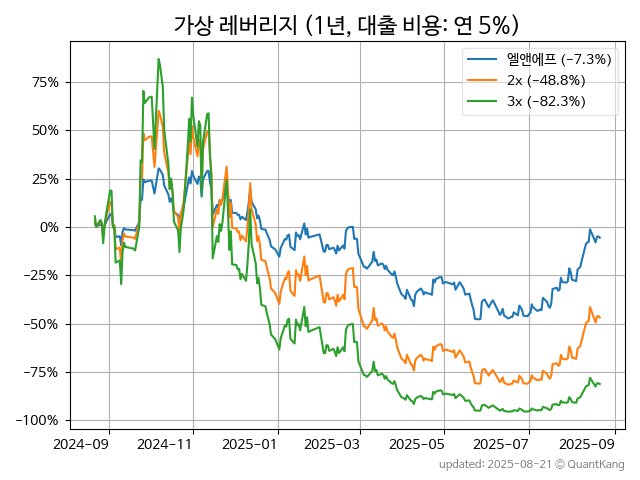 가상 레버리지 (1년, 대출 비용: 연 5%)
엘앤에프 (−7.3%)
2x (−48.8%)
3x (−82.3%)
75%
50%
25%
0%
−25%
−50%
−75%
−100%
2024-09 2024-11 2025-01 2025-03 2025-05 2025-07 2025-09
updated: 2025-08-21 © QuantKang